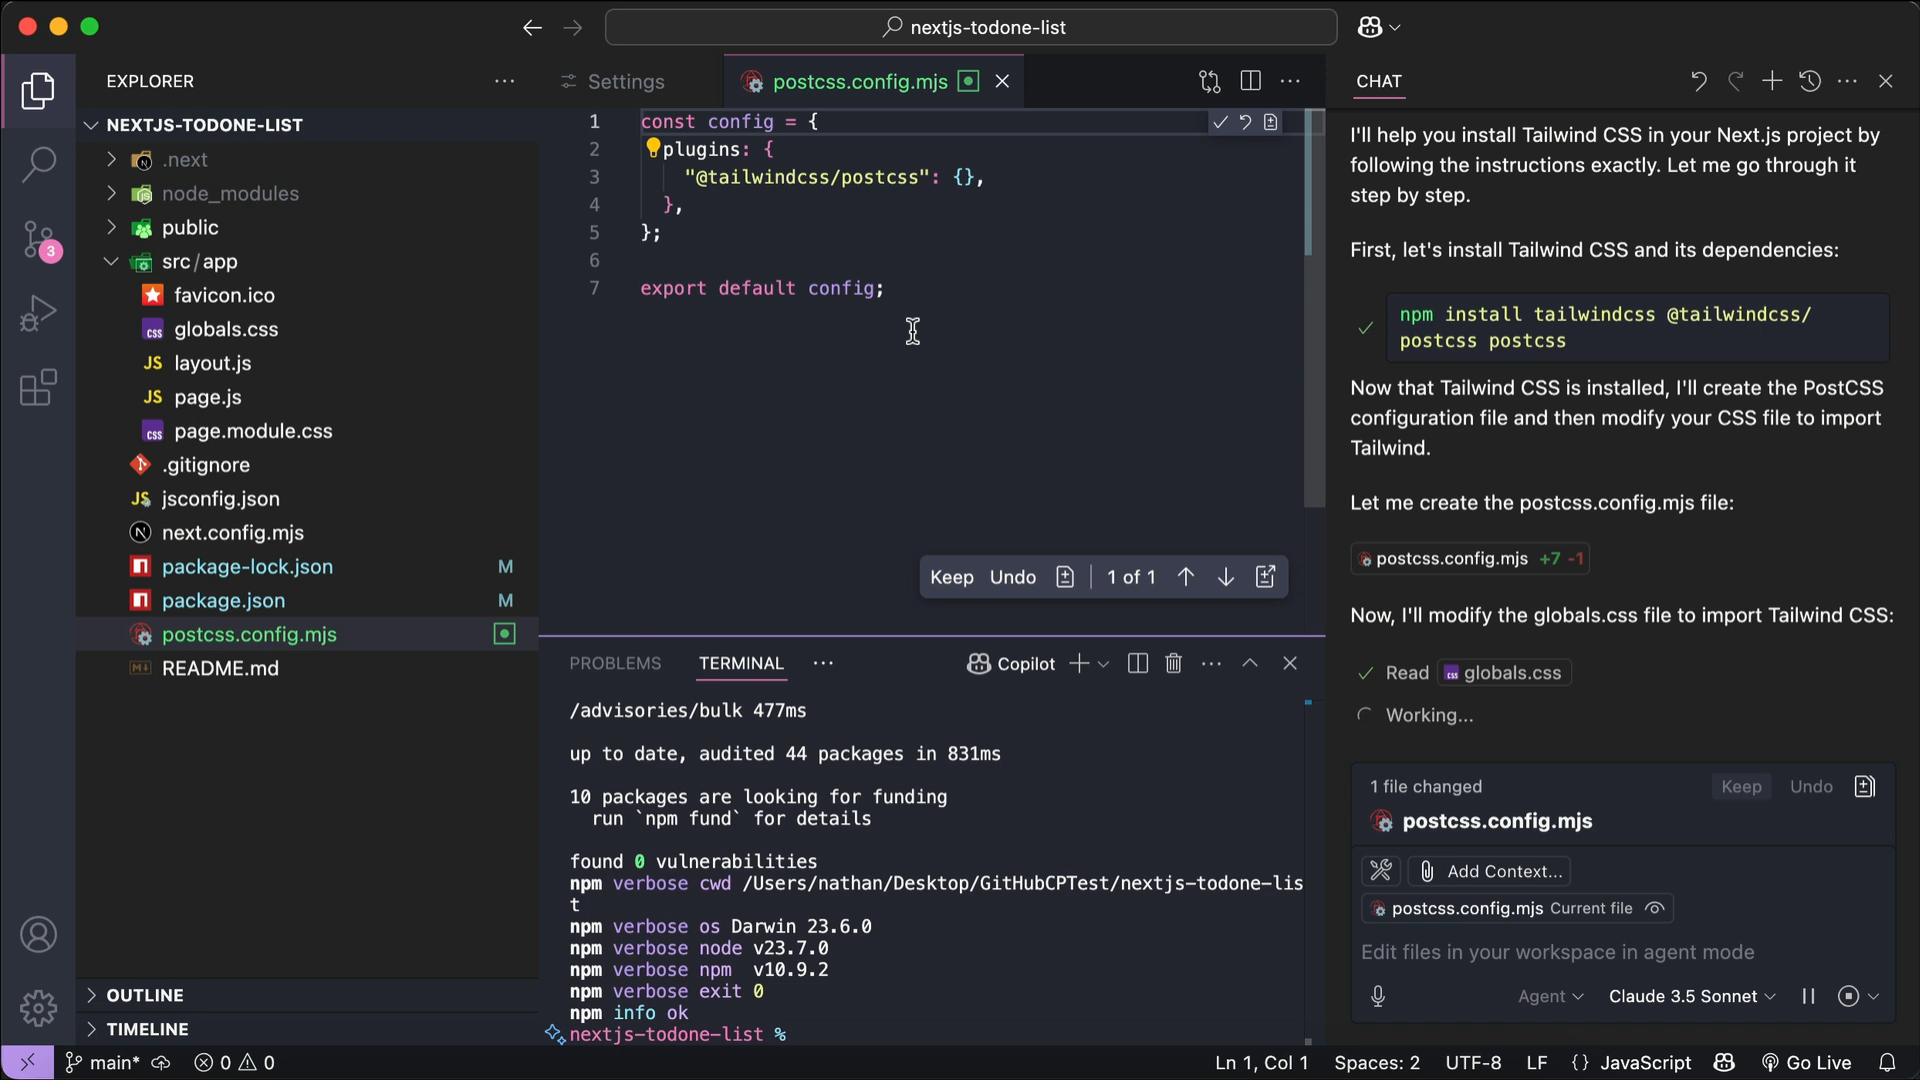 nextjs-todone-list
EXPLORER
NEXTJS-TODONE-LIST
.next
node_modules
public
src/app
favicon.ico
globals.css
layout.js
page.js
page.module.css
.gitignore
jsconfig.json
next.config.mjs
package-lock.json M
package.json M
postcss.config.mjs
README.md
OUTLINE
TIMELINE
3
Settings
postcss.config.mjs
1 const config = {
2 plugins: {
3 "@tailwindcss/postcss": {},
4 },
5 };
6
7 export default config;
Keep Undo 1 of 1
PROBLEMS TERMINAL Copilot
/advisories/bulk 477ms
up to date, audited 44 packages in 831ms
10 packages are looking for funding
run `npm fund` for details
found 0 vulnerabilities
npm verbose cwd /Users/nathan/Desktop/GitHubCPTest/nextjs-todone-lis
t
npm verbose os Darwin 23.6.0
npm verbose node v23.7.0
npm verbose npm v10.9.2
npm verbose exit 0
npm info ok
nextjs-todone-list %
CHAT
I'll help you install Tailwind CSS in your Next.js project by
following the instructions exactly. Let me go through it
step by step.
First, let's install Tailwind CSS and its dependencies:
npm install tailwindcss @tailwindcss/
postcss postcss
Now that Tailwind CSS is installed, I'll create the PostCSS
configuration file and then modify your CSS file to import
Tailwind.
Let me create the postcss.config.mjs file:
postcss.config.mjs +7 -1
Now, I'll modify the globals.css file to import Tailwind CSS:
Read globals.css
Working...
1 file changed Keep Undo
postcss.config.mjs
Add Context...
postcss.config.mjs Current file
Edit files in your workspace in agent mode
Agent Claude 3.5 Sonnet
main* 0 0
Ln 1, Col 1 Spaces: 2 UTF-8 LF {} JavaScript Go Live